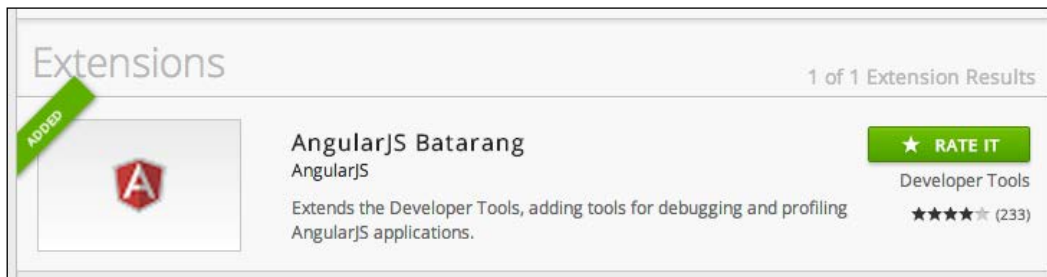 Extensions
1 of 1 Extension Results
ADDED
A
AngularJS Batarang
AngularJS
Extends the Developer Tools, adding tools for debugging and profiling
AngularJS applications.
★ RATE IT
Developer Tools
★★★★★ (233)